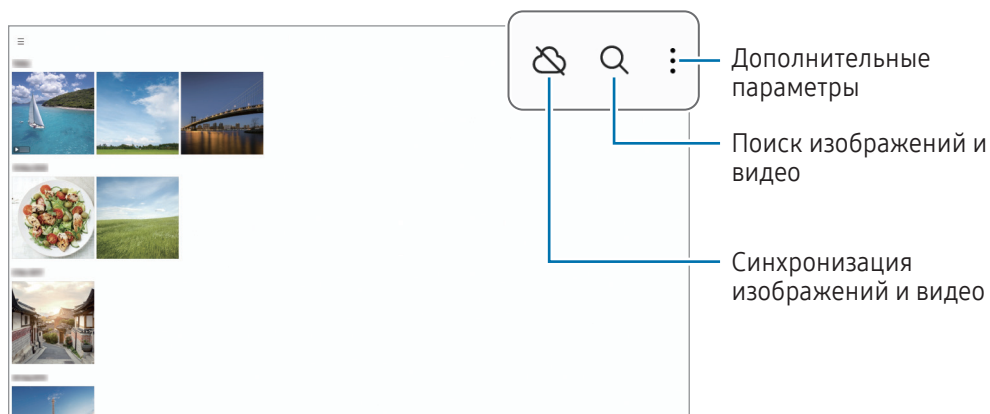 Дополнительные
параметры
Поиск изображений и
видео
Синхронизация
изображений и видео